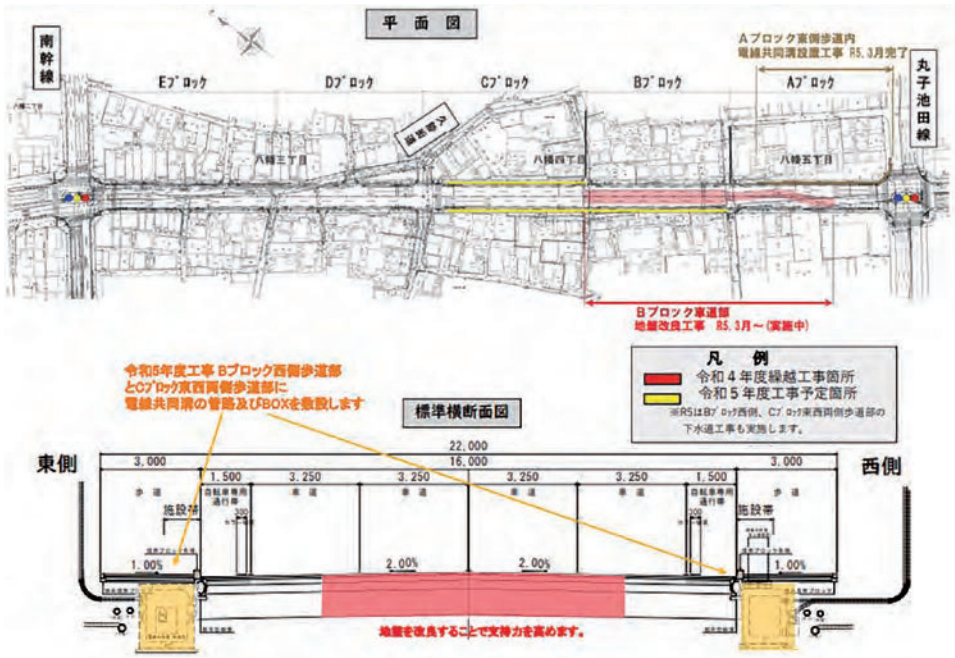 平 面 図
南幹線
Aブロック東側歩道内
電線共同溝設置工事 R5.3月完了
丸子池田線
Eブロック
Dブロック
Cブロック
Bブロック
Aブロック
久能街道
八幡三丁目
八幡四丁目
八幡五丁目
Bブロック車道部
地盤改良工事 R5.3月~(実施中)
令和5年度工事 Bブロック西側歩道部
とCブロック東西両側歩道部に
電線共同溝の管路及びBOXを敷設します
凡 例
令和4年度繰越工事箇所
令和5年度工事予定箇所
※R5はBブロック西側、Cブロック東西両側歩道部の
下水道工事も実施します。
標準横断面図
東側
西側
22,000
3,000
16,000
3,000
1,500
3,250
3,250
3,250
3,250
1,500
歩 道
自転車専用
通行帯
車 道
車 道
車 道
車 道
自転車専用
通行帯
歩 道
施設帯
300
300
施設帯
1.00%
2.00%
2.00%
1.00%
地盤を改良することで支持力を高めます。